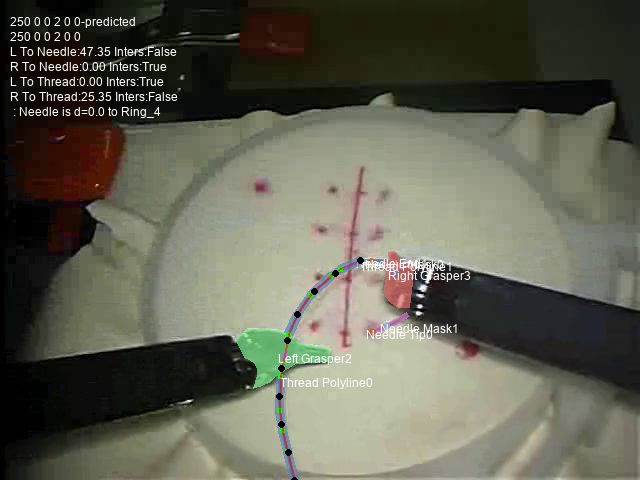 250 0 0 2 0 0-predicted
250 0 0 2 0 0
L To Needle:47.35 Inters:False
R To Needle:0.00 Inters:True
L To Thread:0.00 Inters:True
R To Thread:25.35 Inters:False
: Needle is d=0.0 to Ring_4
Thread Polyline1
Right Grasper3
Needle Mask1
Needle Tip0
Left Grasper2
Thread Polyline0